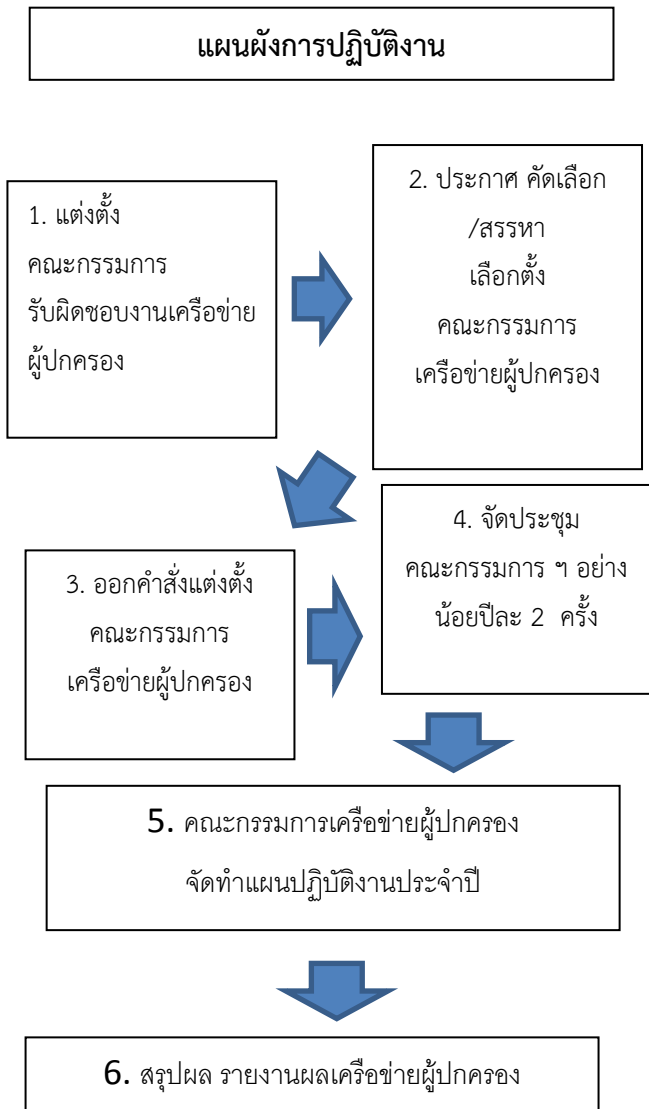 แผนผังการปฏิบัติงาน
1. แต่งตั้ง
คณะกรรมการ
รับผิดชอบงานเครือข่าย
ผู้ปกครอง
2. ประกาศ คัดเลือก
/สรรหา
เลือกตั้ง
คณะกรรมการ
เครือข่ายผู้ปกครอง
3. ออกคำสั่งแต่งตั้ง
คณะกรรมการ
เครือข่ายผู้ปกครอง
4. จัดประชุม
คณะกรรมการ ฯ อย่าง
น้อยปีละ 2 ครั้ง
5. คณะกรรมการเครือข่ายผู้ปกครอง
จัดทำแผนปฏิบัติงานประจำปี
6. สรุปผล รายงานผลเครือข่ายผู้ปกครอง